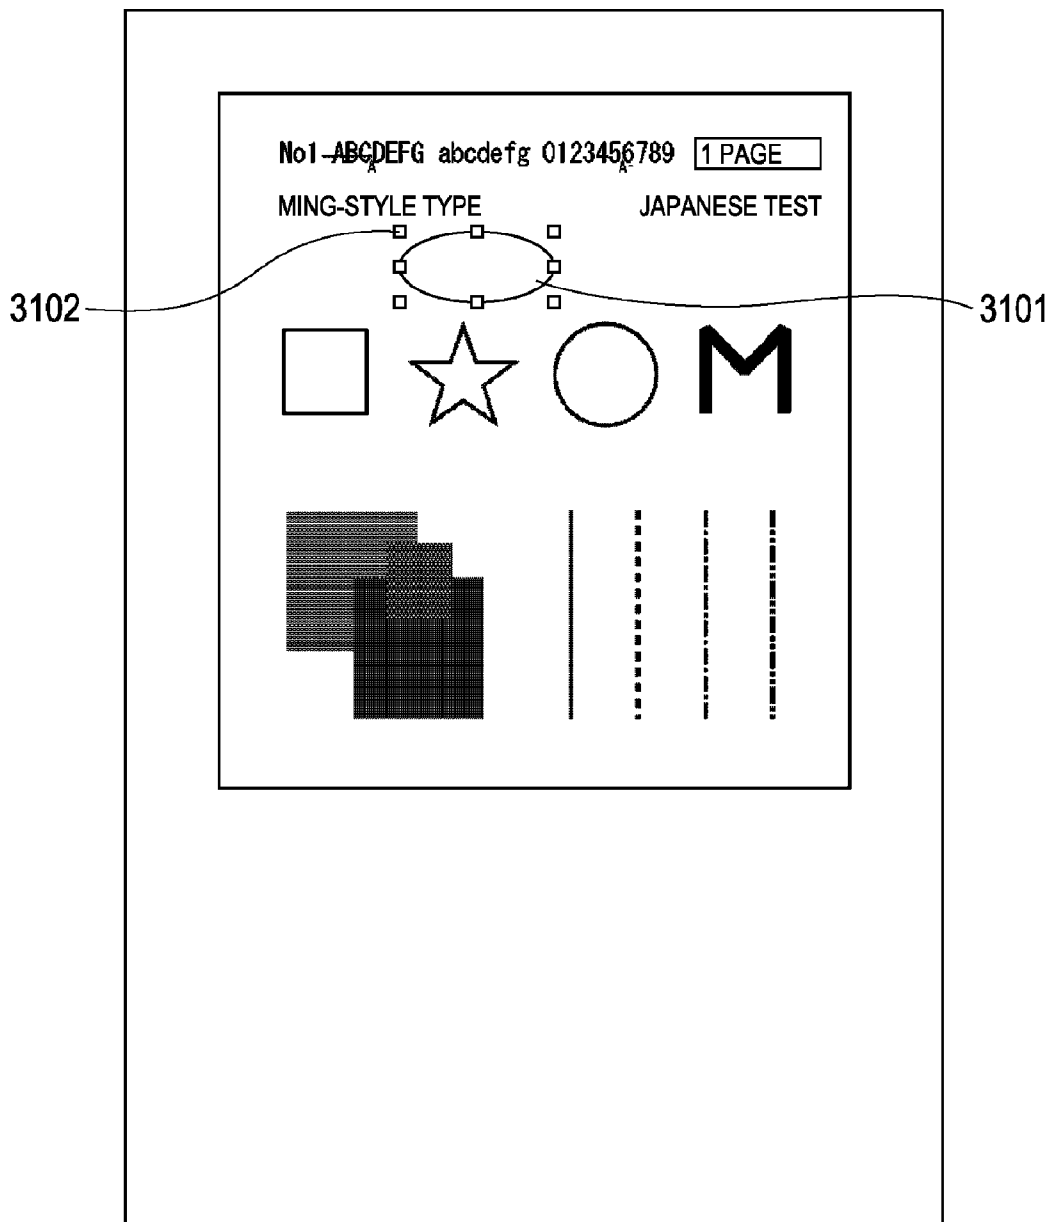 No1 ABCDEFG abcdefg 0123456789 1 PAGE
MING-STYLE TYPE JAPANESE TEST
3102 3101
M